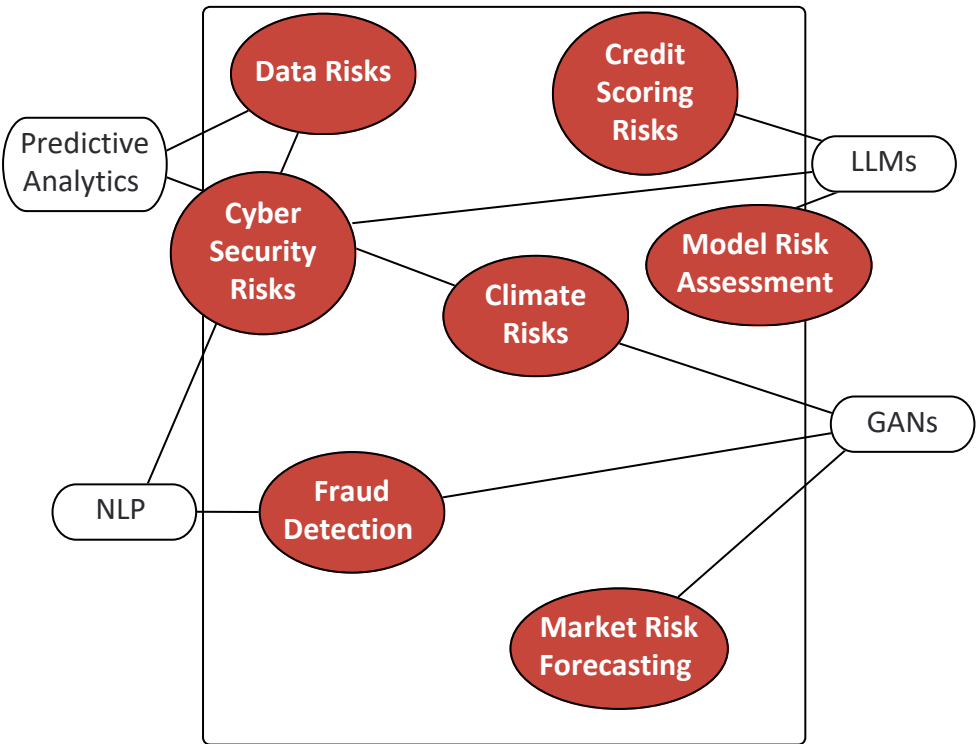 Data Risks
Credit
Scoring
Risks
Predictive
Analytics
LLMs
Cyber
Security
Risks
Model Risk
Assessment
Climate
Risks
GANs
NLP
Fraud
Detection
Market Risk
Forecasting